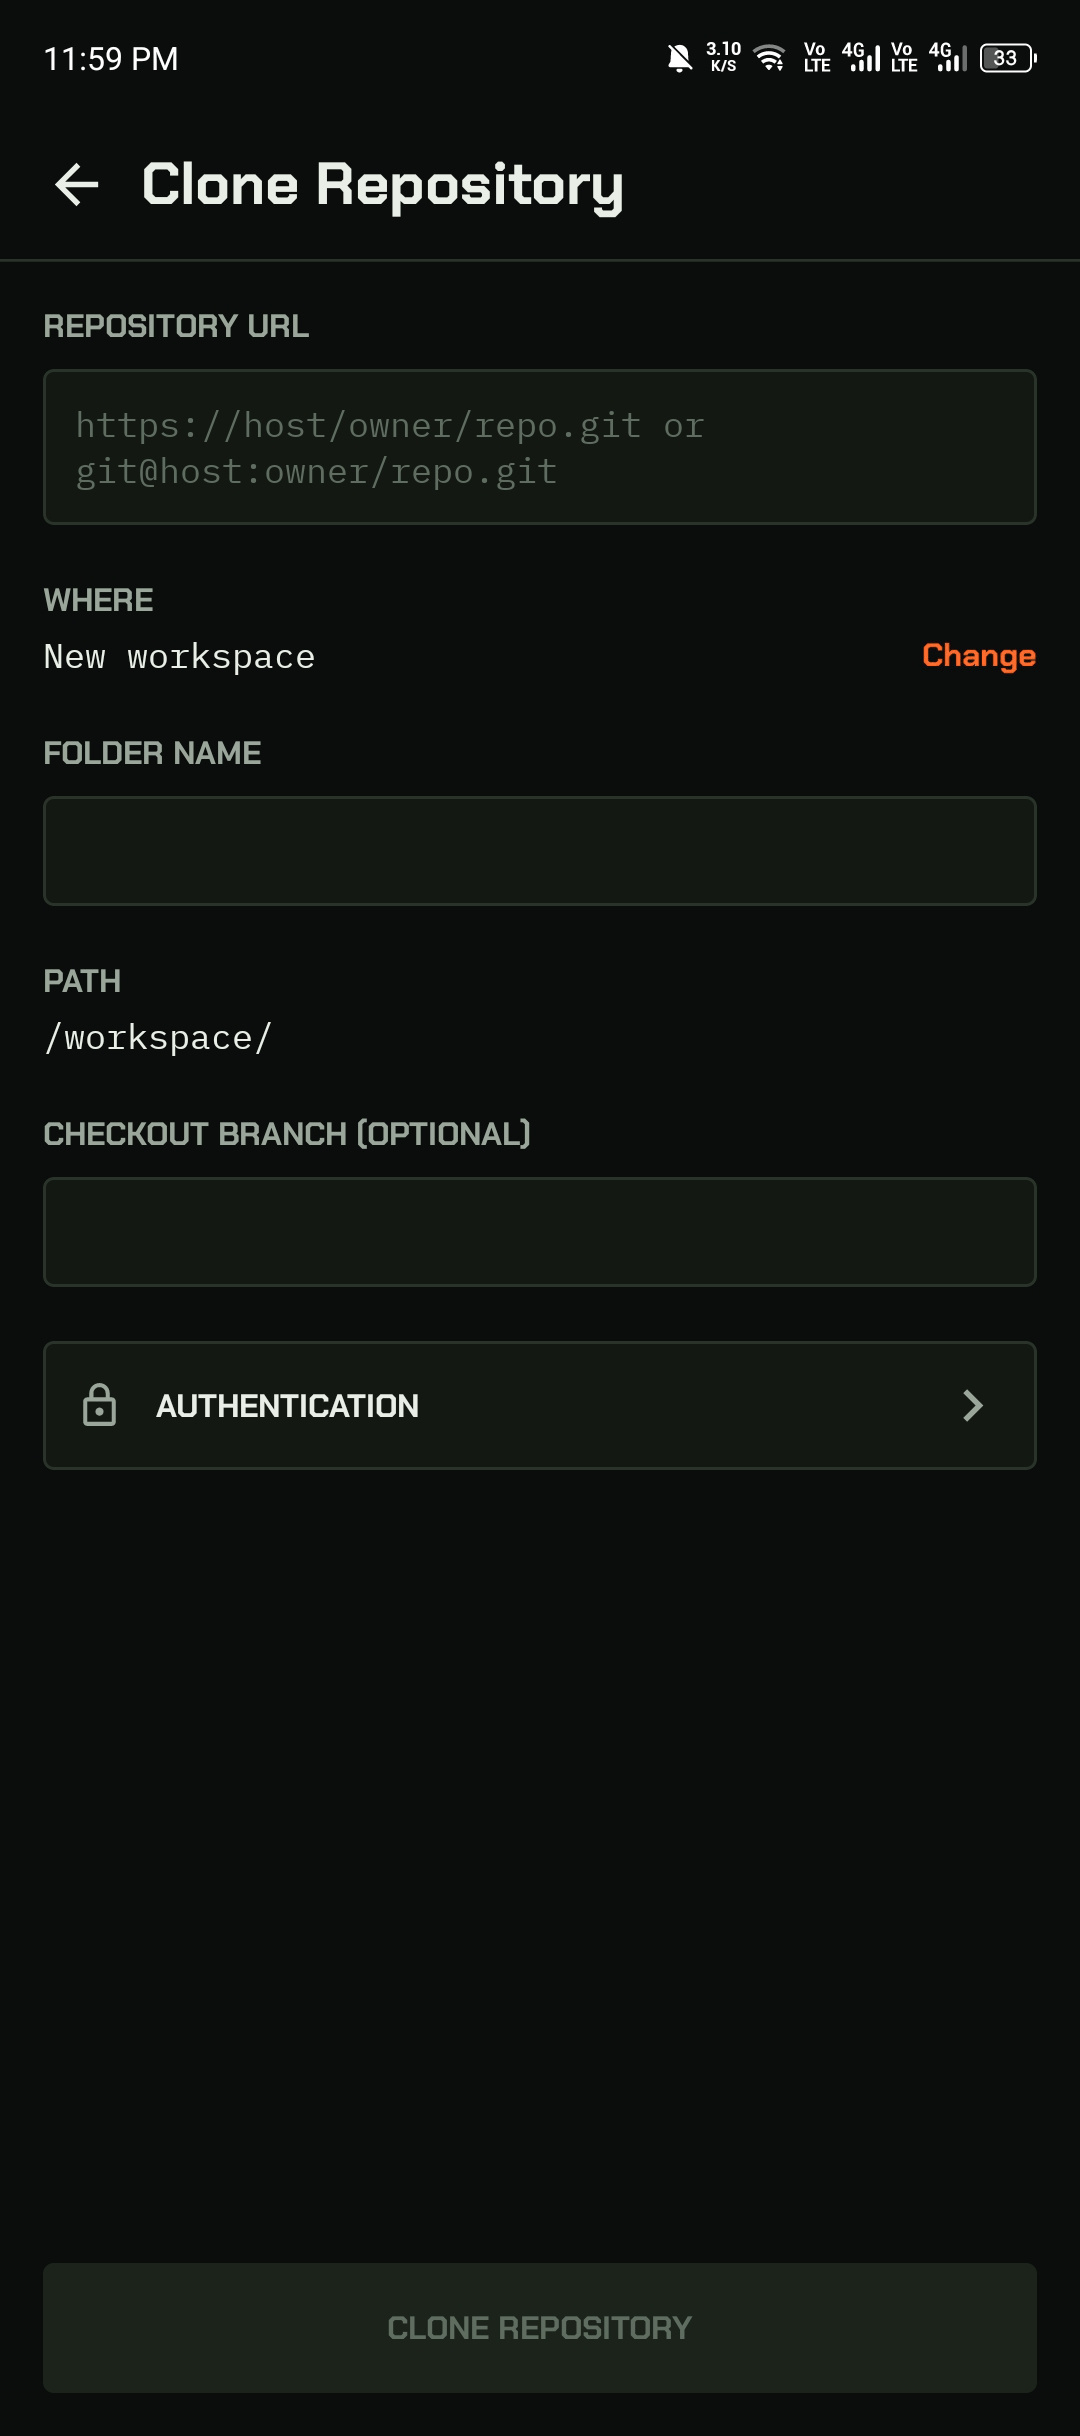 11:59 PM
3.10 K/S Vo LTE 4G Vo LTE 4G 33
Clone Repository
REPOSITORY URL
https://host/owner/repo.git or
git@host:owner/repo.git
WHERE
New workspace Change
FOLDER NAME
PATH
/workspace/
CHECKOUT BRANCH (OPTIONAL)
AUTHENTICATION
CLONE REPOSITORY